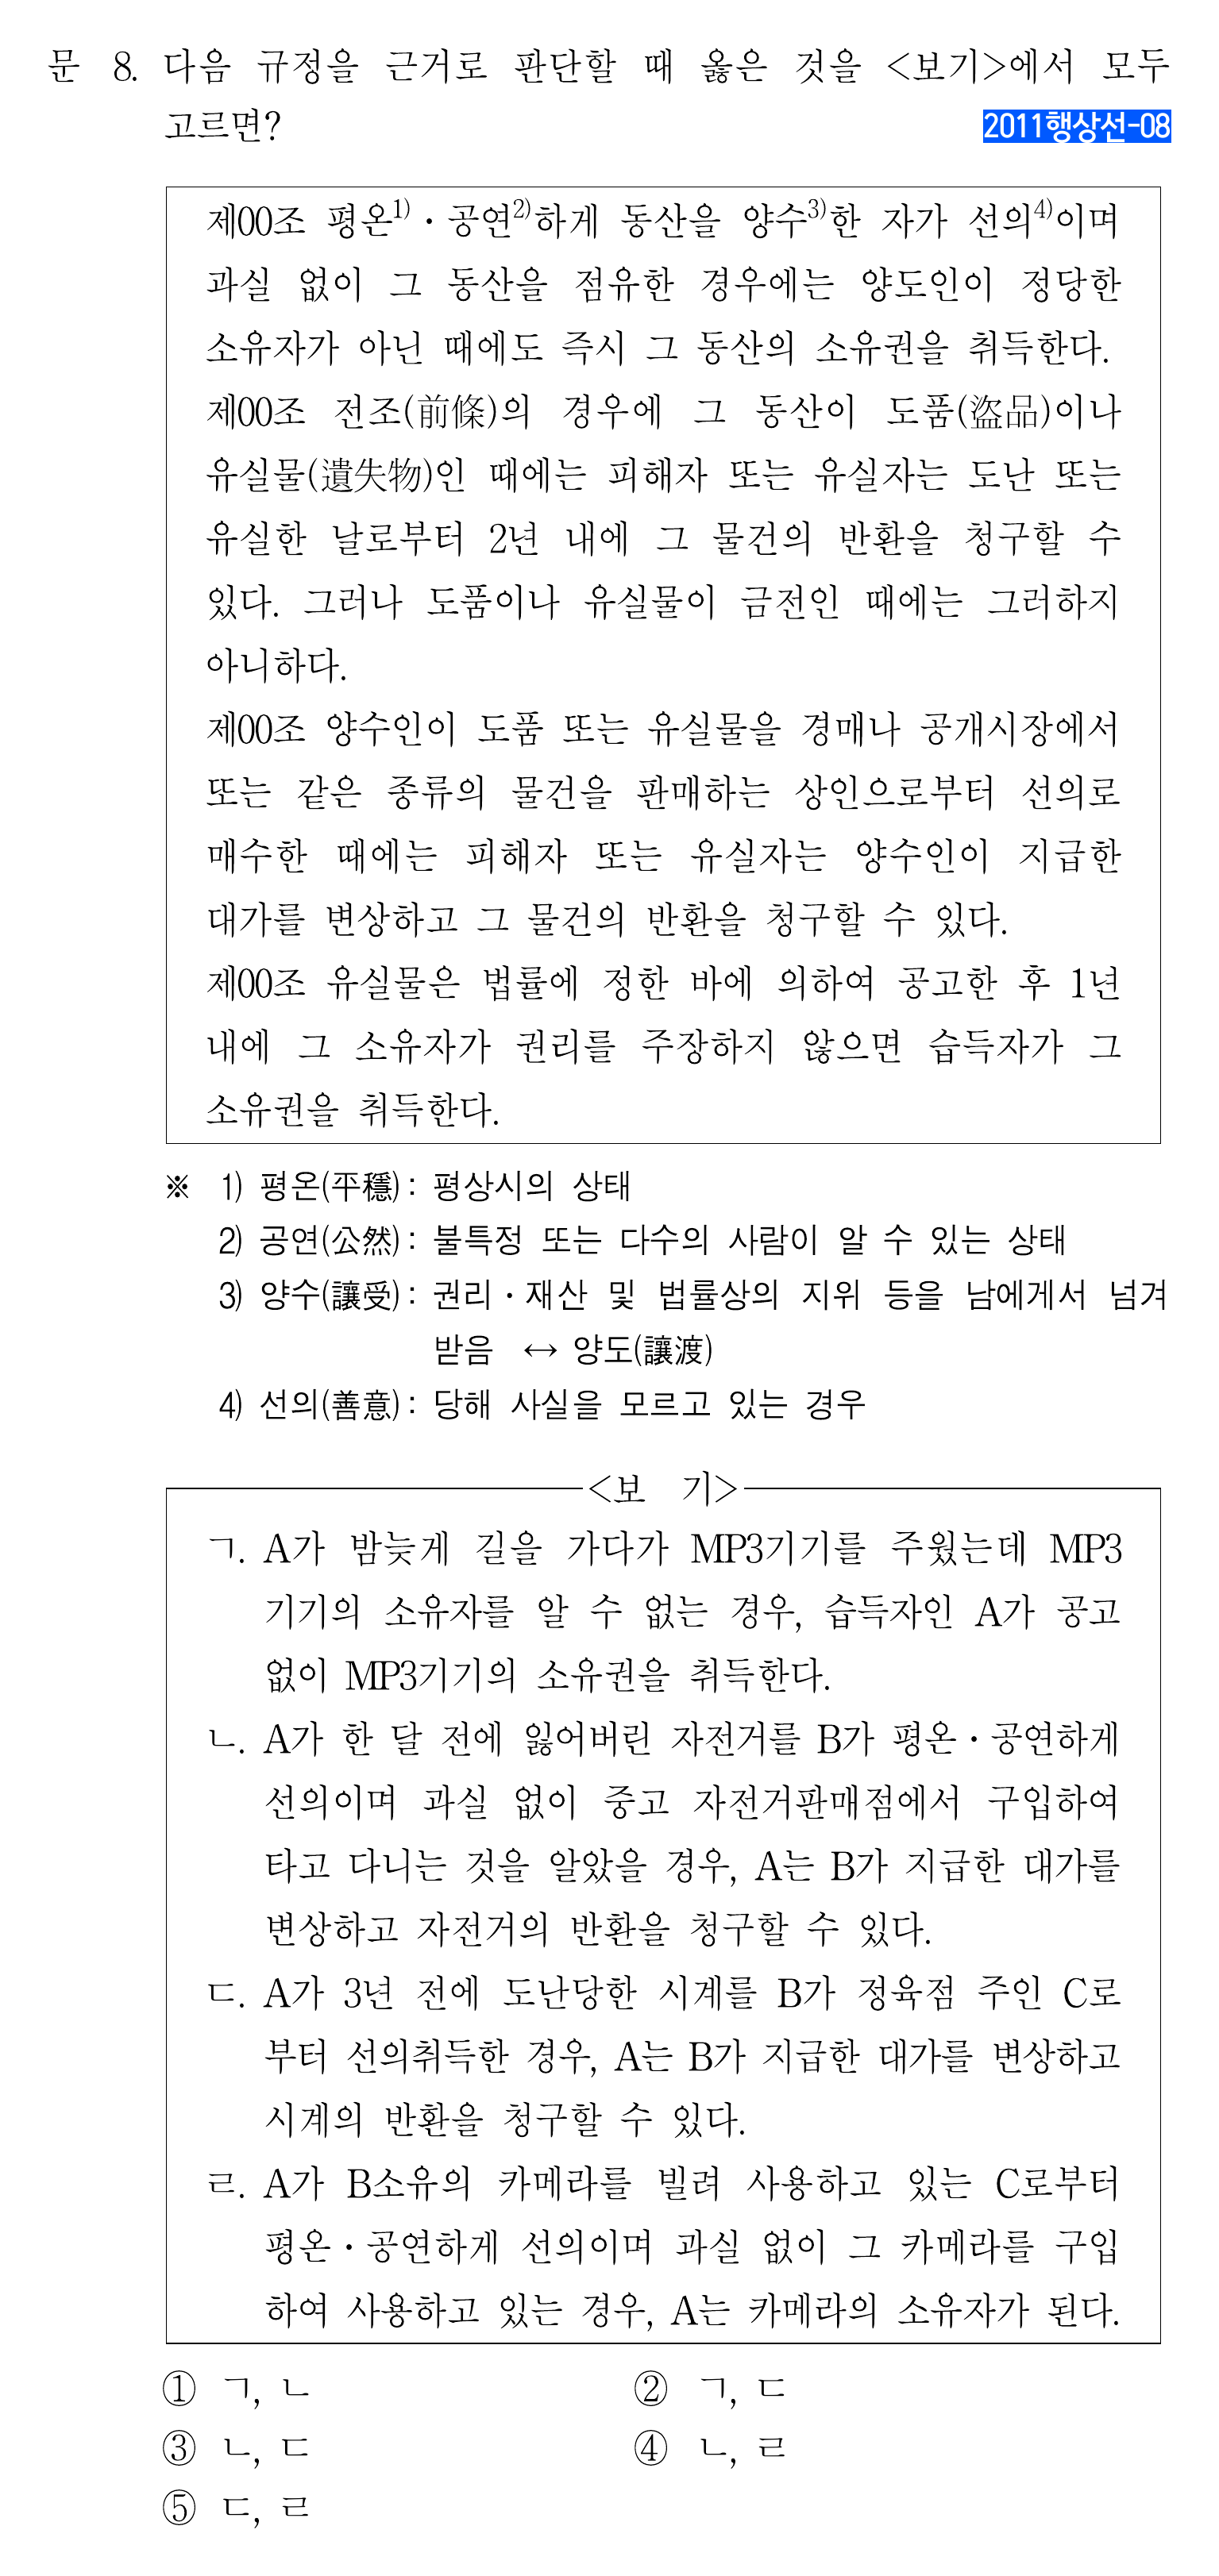 문 8. 다음 규정을 근거로 판단할 때 옳은 것을 <보기>에서 모두
고르면?
2011행상선-08
제00조 평온1)·공연2)하게 동산을 양수3)한 자가 선의4)이며
과실 없이 그 동산을 점유한 경우에는 양도인이 정당한
소유자가 아닌 때에도 즉시 그 동산의 소유권을 취득한다.
제00조 전조(前條)의 경우에 그 동산이 도품(盜品)이나
유실물(遺失物)인 때에는 피해자 또는 유실자는 도난 또는
유실한 날로부터 2년 내에 그 물건의 반환을 청구할 수
있다. 그러나 도품이나 유실물이 금전인 때에는 그러하지
아니하다.
제00조 양수인이 도품 또는 유실물을 경매나 공개시장에서
또는 같은 종류의 물건을 판매하는 상인으로부터 선의로
매수한 때에는 피해자 또는 유실자는 양수인이 지급한
대가를 변상하고 그 물건의 반환을 청구할 수 있다.
제00조 유실물은 법률에 정한 바에 의하여 공고한 후 1년
내에 그 소유자가 권리를 주장하지 않으면 습득자가 그
소유권을 취득한다.
※ 1) 평온(平穩): 평상시의 상태
2) 공연(公然): 불특정 또는 다수의 사람이 알 수 있는 상태
3) 양수(讓受): 권리·재산 및 법률상의 지위 등을 남에게서 넘겨
받음 ↔ 양도(讓渡)
4) 선의(善意): 당해 사실을 모르고 있는 경우
<보 기>
ㄱ. A가 밤늦게 길을 가다가 MP3기기를 주웠는데 MP3
기기의 소유자를 알 수 없는 경우, 습득자인 A가 공고
없이 MP3기기의 소유권을 취득한다.
ㄴ. A가 한 달 전에 잃어버린 자전거를 B가 평온·공연하게
선의이며 과실 없이 중고 자전거판매점에서 구입하여
타고 다니는 것을 알았을 경우, A는 B가 지급한 대가를
변상하고 자전거의 반환을 청구할 수 있다.
ㄷ. A가 3년 전에 도난당한 시계를 B가 정육점 주인 C로
부터 선의취득한 경우, A는 B가 지급한 대가를 변상하고
시계의 반환을 청구할 수 있다.
ㄹ. A가 B소유의 카메라를 빌려 사용하고 있는 C로부터
평온·공연하게 선의이며 과실 없이 그 카메라를 구입
하여 사용하고 있는 경우, A는 카메라의 소유자가 된다.
① ㄱ, ㄴ ② ㄱ, ㄷ
③ ㄴ, ㄷ ④ ㄴ, ㄹ
⑤ ㄷ, ㄹ